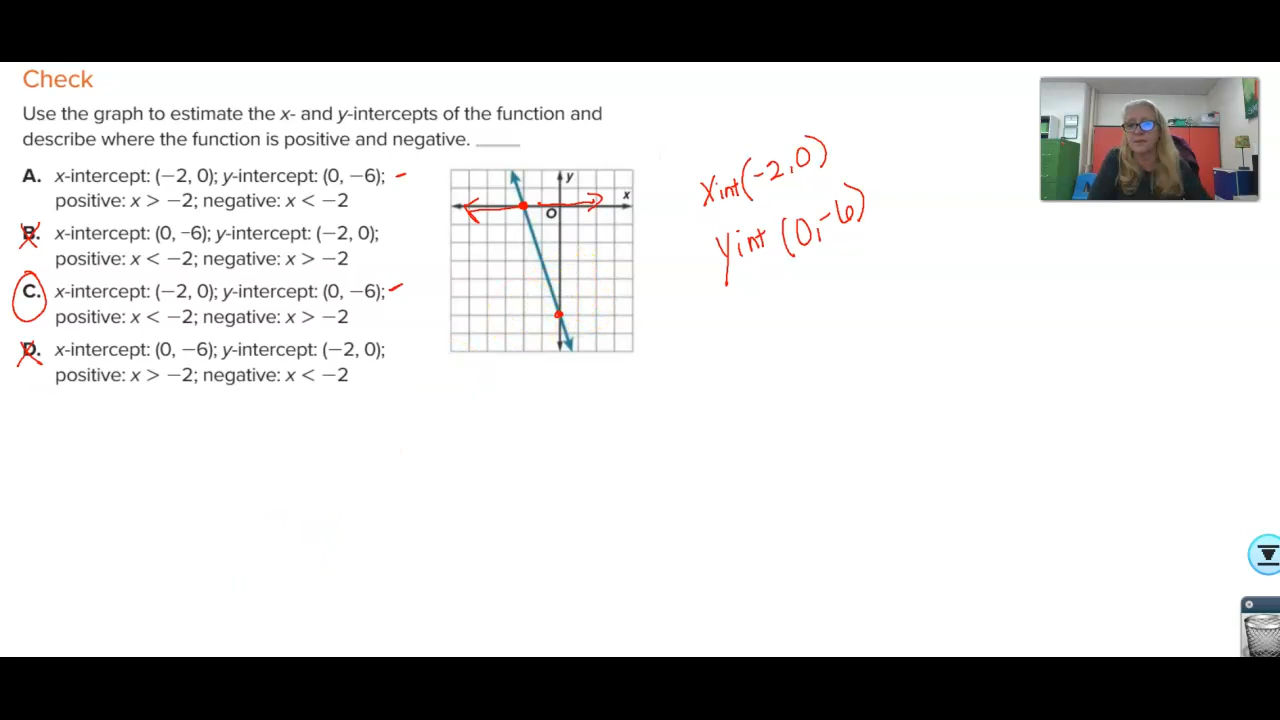 Check
Use the graph to estimate the x- and y-intercepts of the function and
describe where the function is positive and negative. _____
A. x-intercept: (−2, 0); y-intercept: (0, −6);
positive: x > −2; negative: x < −2
B. x-intercept: (0, −6); y-intercept: (−2, 0);
positive: x < −2; negative: x > −2
C. x-intercept: (−2, 0); y-intercept: (0, −6);
positive: x < −2; negative: x > −2
D. x-intercept: (0, −6); y-intercept: (−2, 0);
positive: x > −2; negative: x < −2
y
x
O
xint(-2,0)
yint (0,-6)